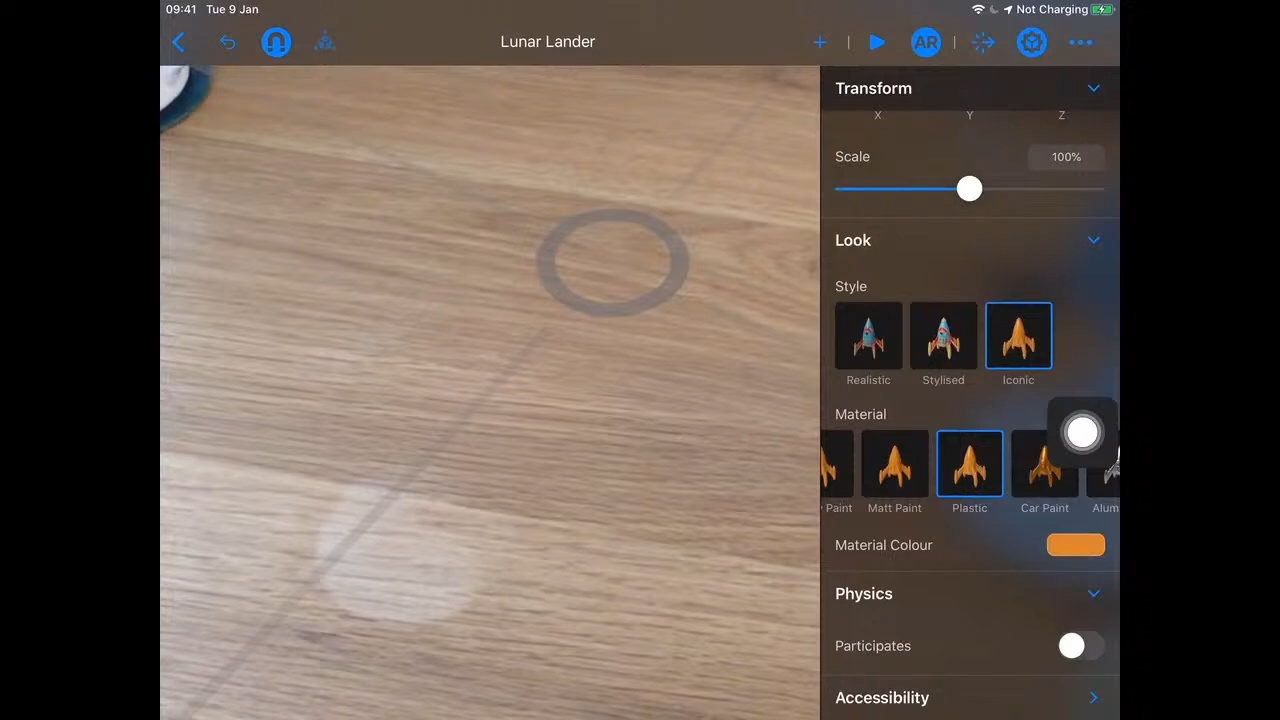 09:41 Tue 9 Jan
Not Charging
Lunar Lander
AR
Transform
X Y Z
Scale 100%
Look
Style
Realistic Stylised Iconic
Material
Paint Matt Paint Plastic Car Paint Alum
Material Colour
Physics
Participates
Accessibility